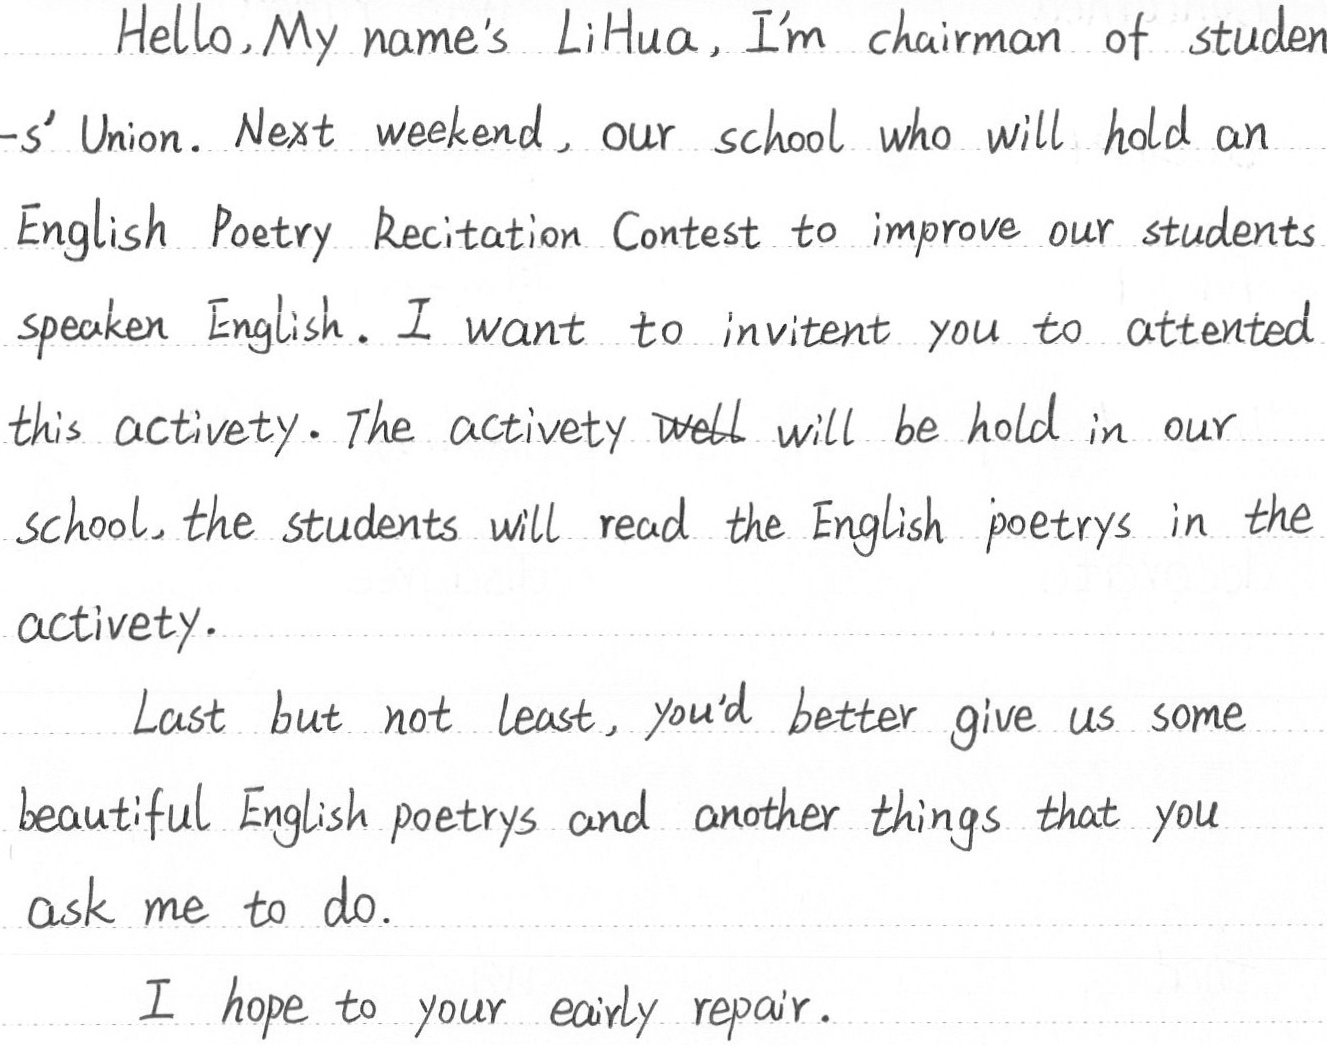 Hello, My name's LiHua, I'm chairman of studen
-s' Union. Next weekend, our school who will hold an
English Poetry Recitation Contest to improve our students
speaken English. I want to invitent you to attented
this activety. The activety well will be hold in our
school, the students will read the English poetrys in the
activety.
Last but not least, you'd better give us some
beautiful English poetrys and another things that you
ask me to do.
I hope to your eairly repair.